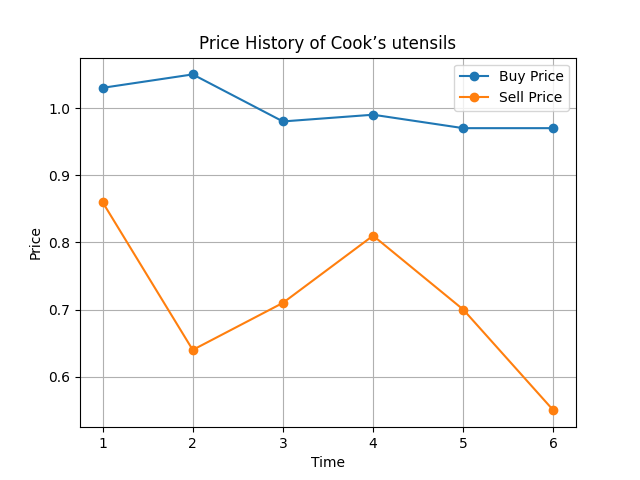 Price History of Cook’s utensils
Buy Price
Sell Price
Price
1.0
0.9
0.8
0.7
0.6
1 2 3 4 5 6
Time